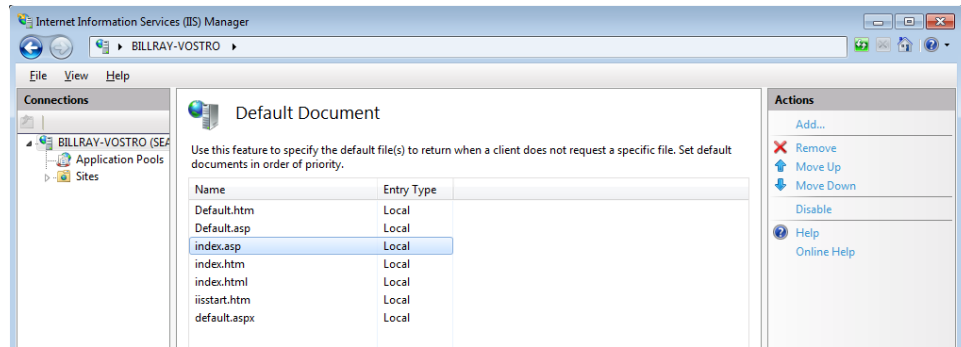 Internet Information Services (IIS) Manager
BILLRAY-VOSTRO
File View Help
Connections
BILLRAY-VOSTRO (SEA
Application Pools
Sites
Default Document
Use this feature to specify the default file(s) to return when a client does not request a specific file. Set default
documents in order of priority.
Name Entry Type
Default.htm Local
Default.asp Local
index.asp Local
index.htm Local
index.html Local
iisstart.htm Local
default.aspx Local
Actions
Add...
Remove
Move Up
Move Down
Disable
Help
Online Help